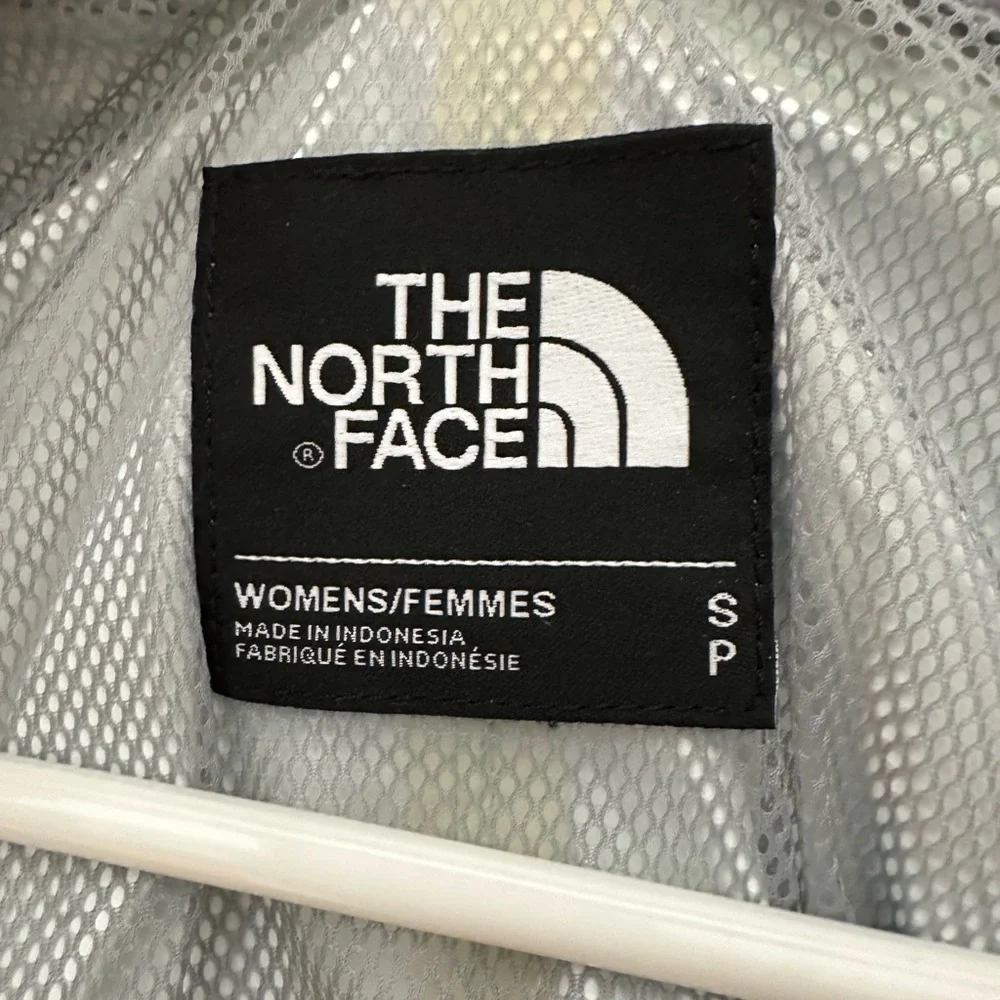 THE
NORTH
® FACE
WOMENS/FEMMES S
MADE IN INDONESIA
FABRIQUÉ EN INDONÉSIE P